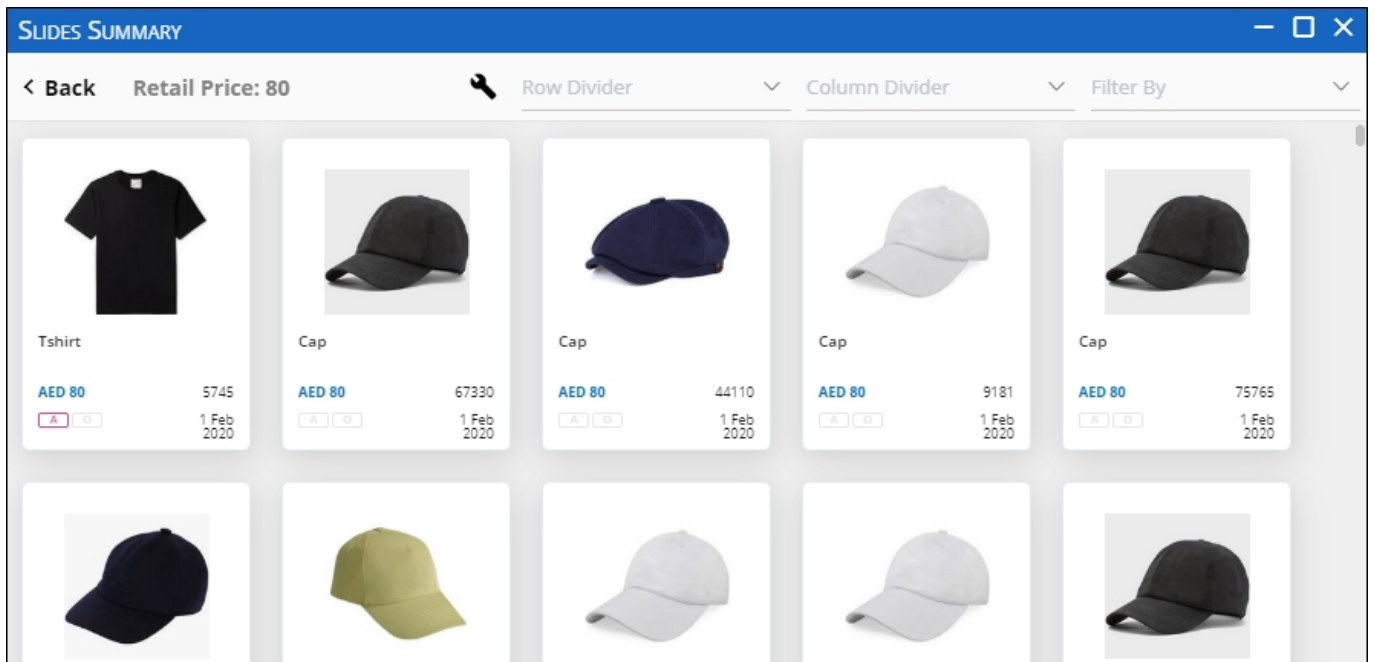 SLIDES SUMMARY
Back Retail Price: 80 Row Divider Column Divider Filter By
Tshirt Cap Cap Cap Cap
AED 80 5745 AED 80 67330 AED 80 44110 AED 80 9181 AED 80 75765
A O 1 Feb A O 1 Feb A O 1 Feb A O 1 Feb A O 1 Feb
2020 2020 2020 2020 2020